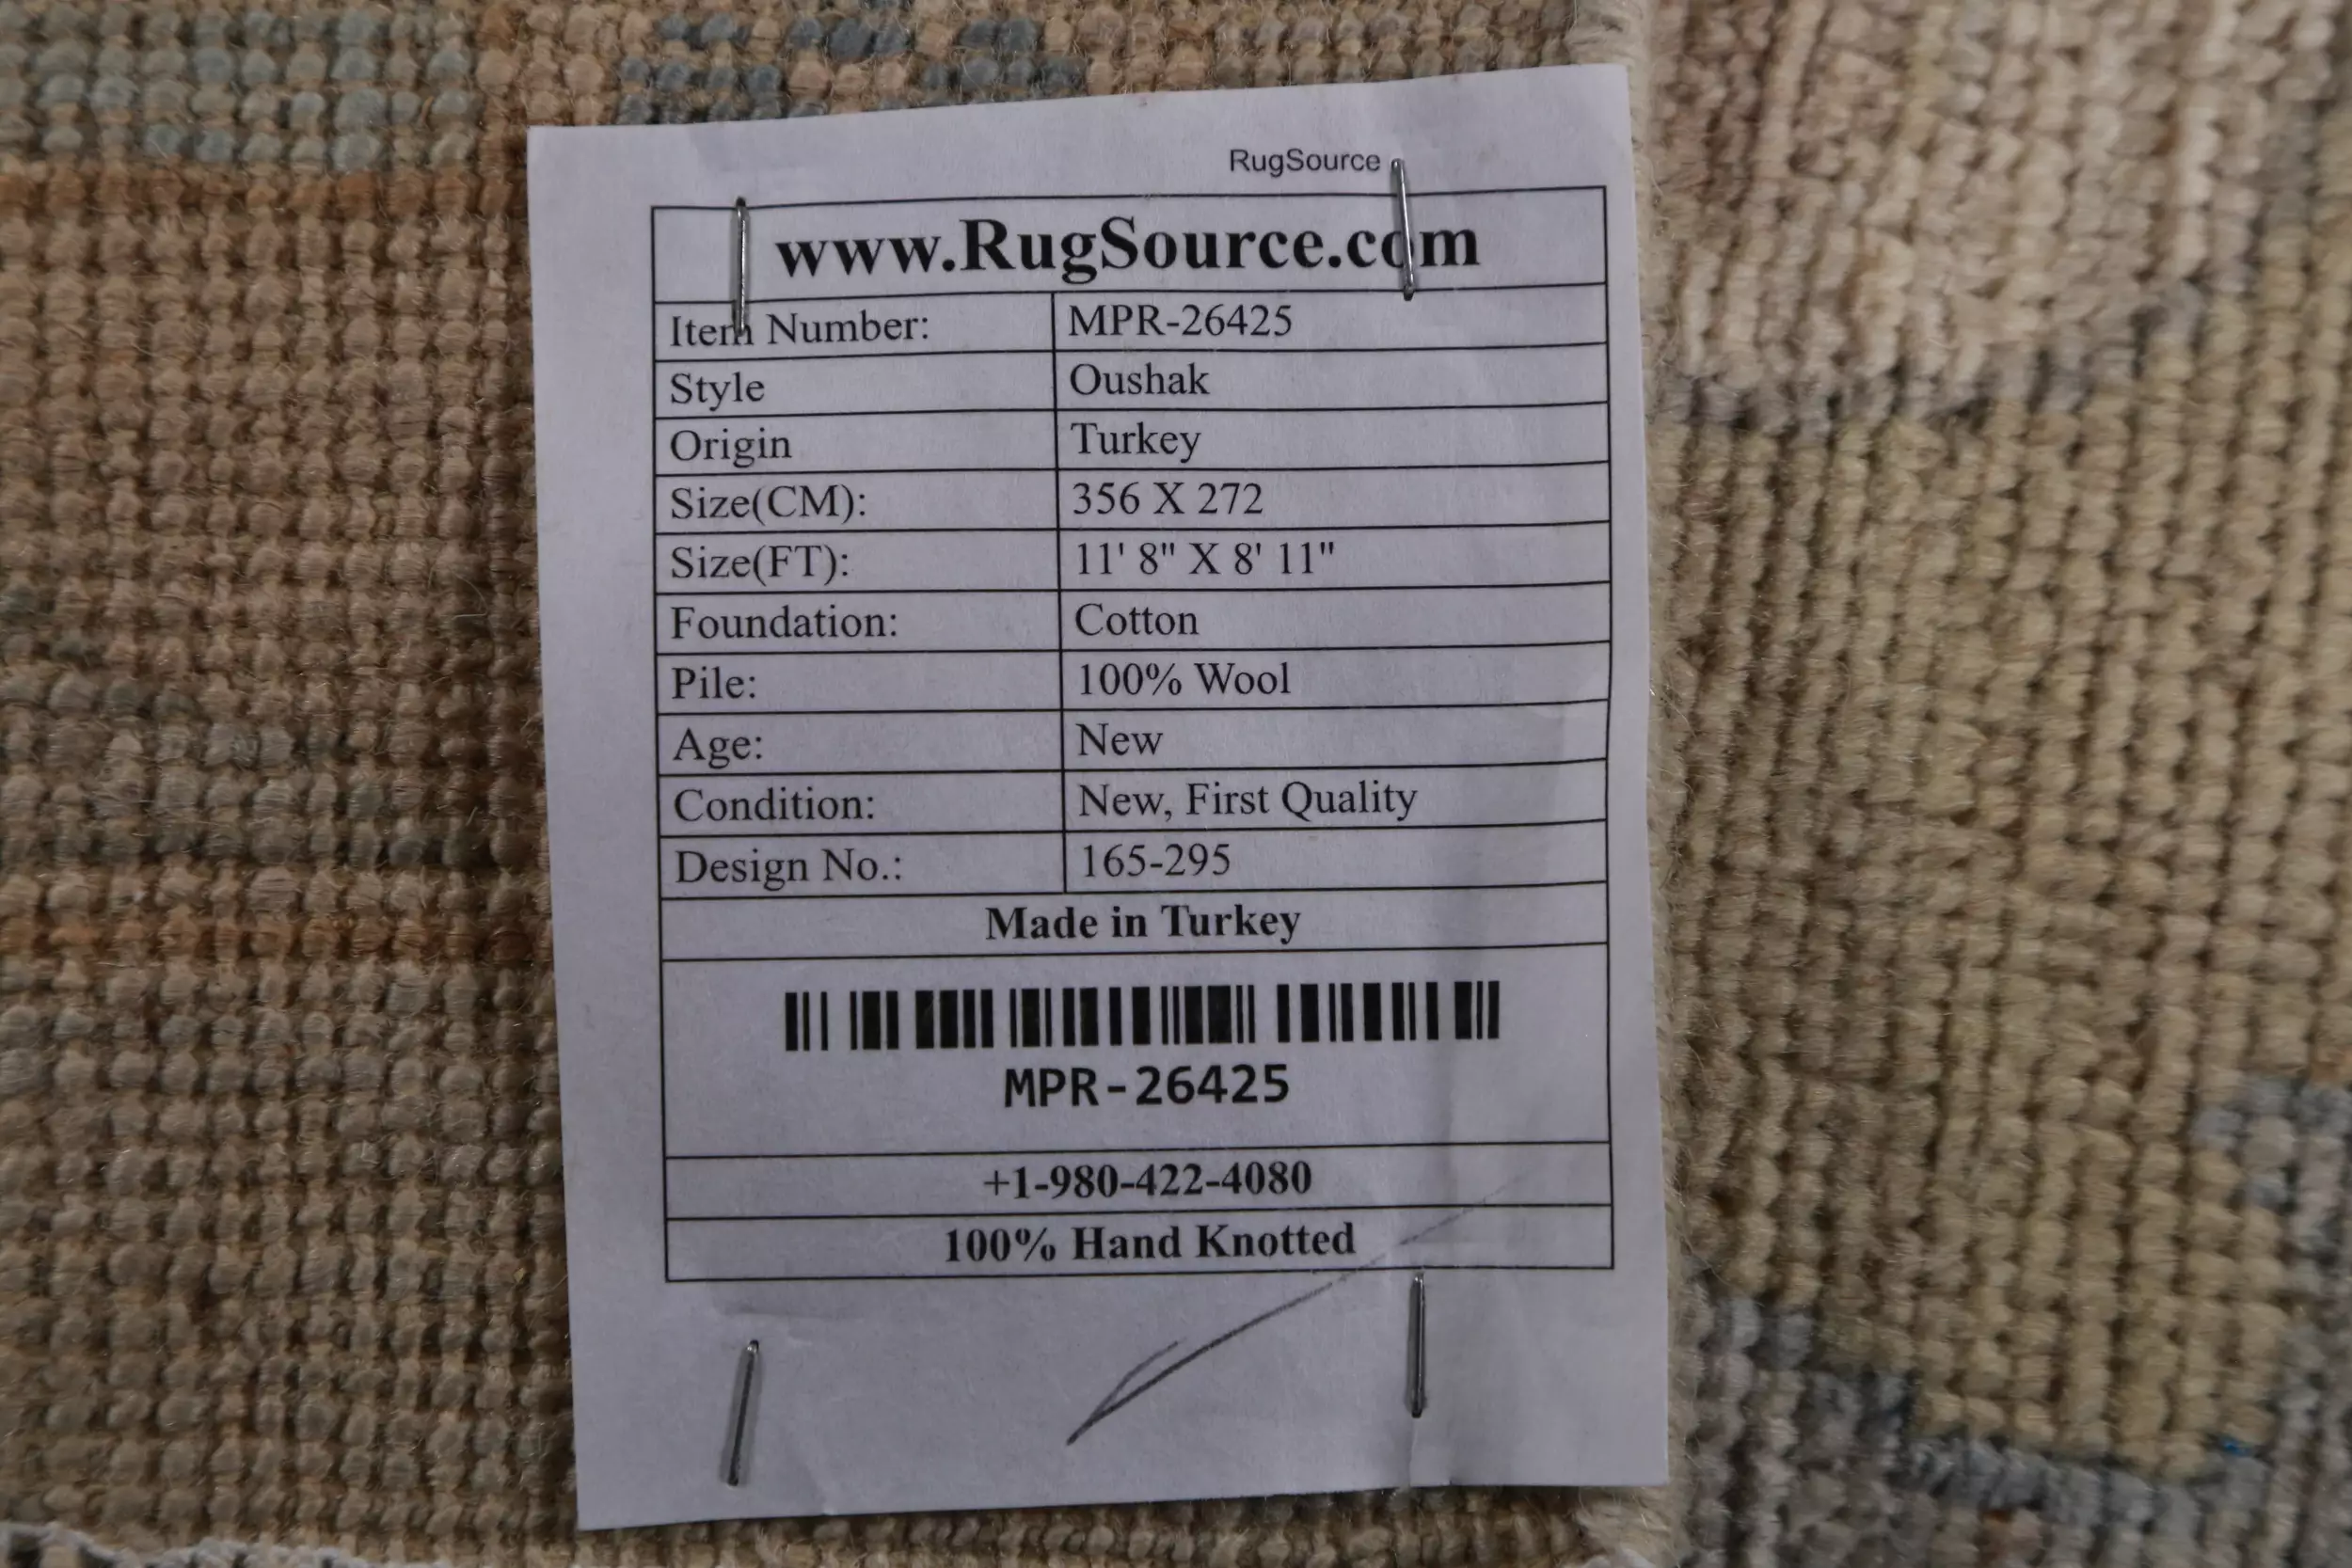 RugSource
www.RugSource.com
Item Number: MPR-26425
Style Oushak
Origin Turkey
Size(CM): 356 X 272
Size(FT): 11' 8" X 8' 11"
Foundation: Cotton
Pile: 100% Wool
Age: New
Condition: New, First Quality
Design No.: 165-295
Made in Turkey
MPR-26425
+1-980-422-4080
100% Hand Knotted